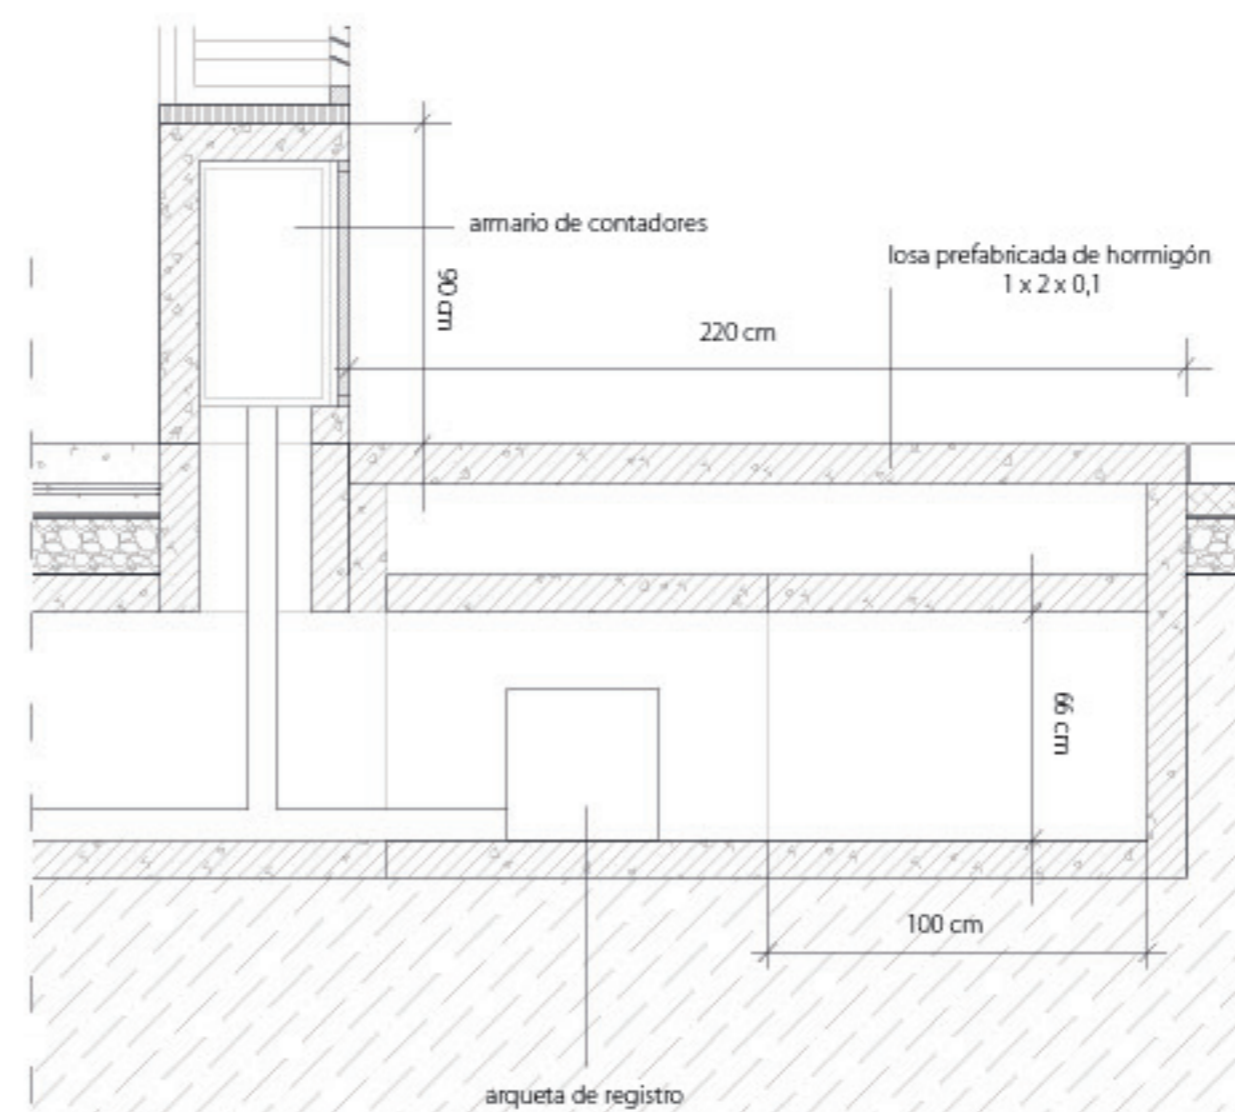 armario de contadores
losa prefabricada de hormigón
1 x 2 x 0,1
90 cm
220 cm
66 cm
100 cm
arqueta de registro